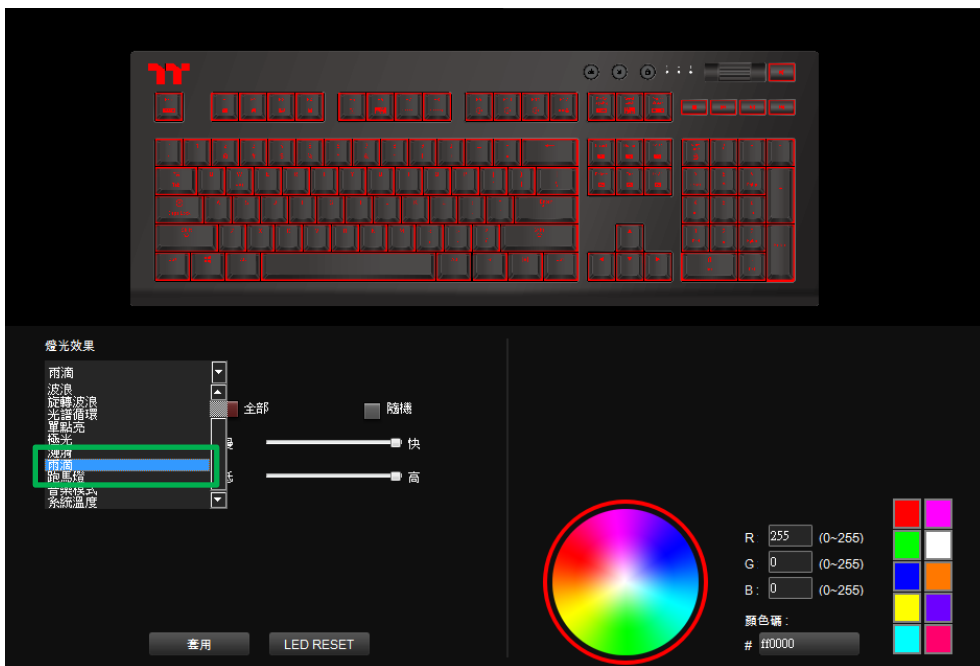 燈光效果
雨滴
波浪
旋轉波浪
光譜循環
單點亮
極光
漣漪
雨滴
跑馬燈
音樂模式
系統溫度
全部
隨機
慢 快
低 高
R 255 (0~255)
G 0 (0~255)
B : 0 (0~255)
顏色碼 :
# ff0000
套用 LED RESET